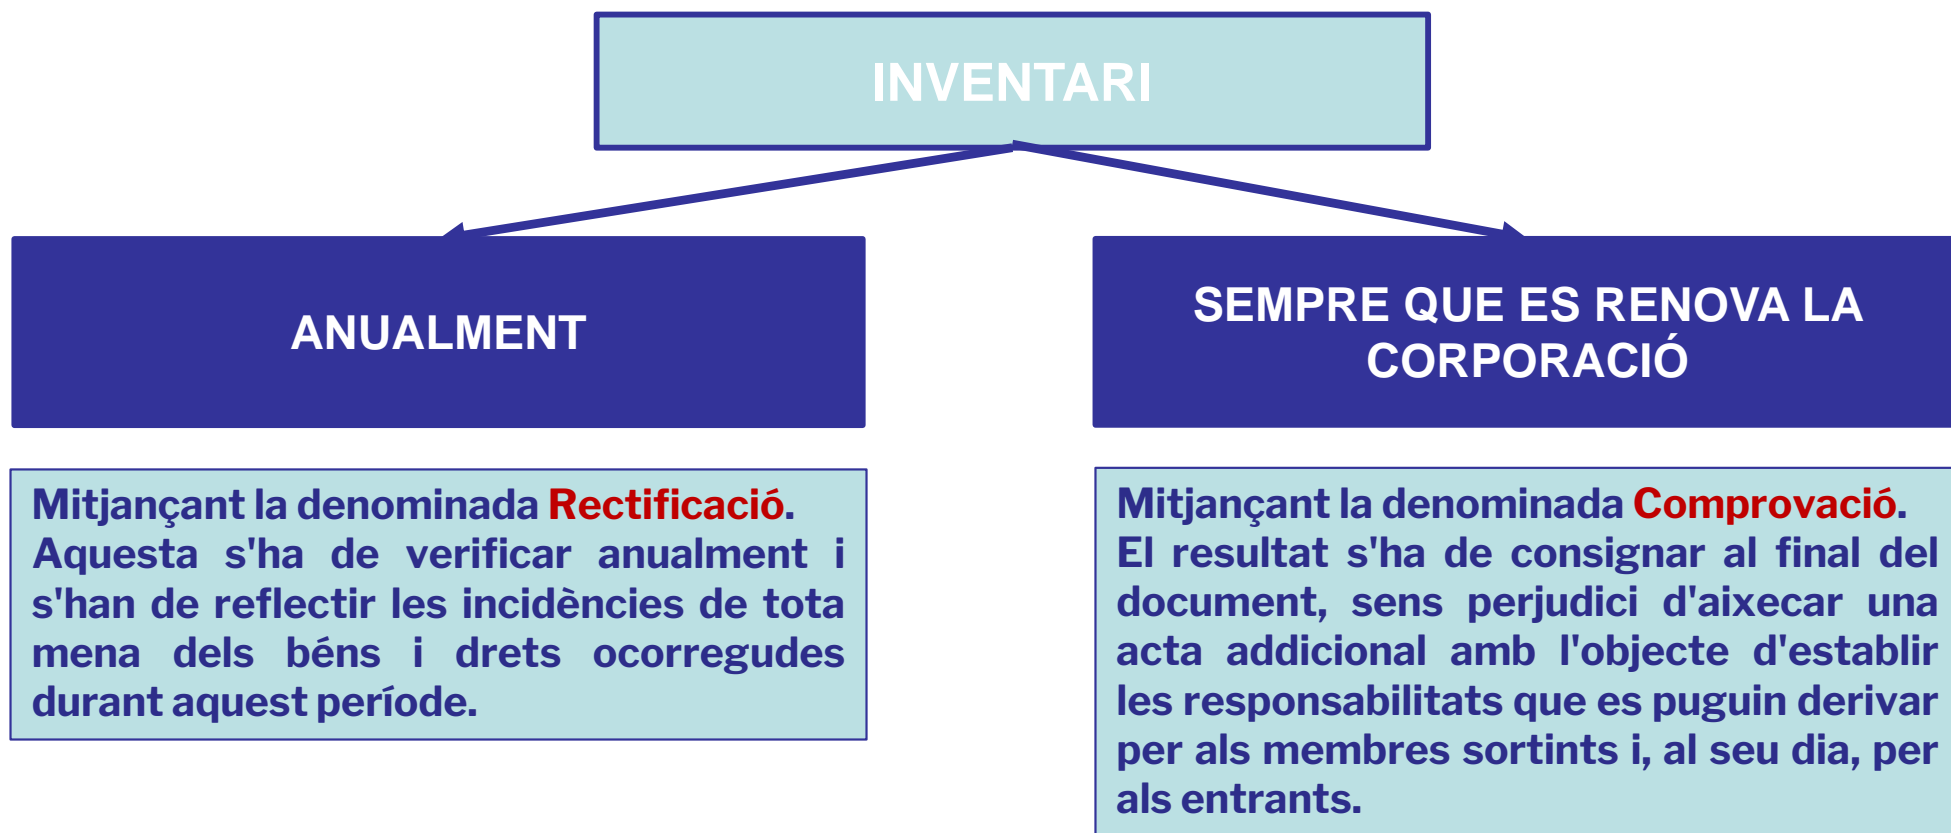 INVENTARI
ANUALMENT
SEMPRE QUE ES RENOVA LA
CORPORACIÓ
Mitjançant la denominada Rectificació.
Aquesta s'ha de verificar anualment i
s'han de reflectir les incidències de tota
mena dels béns i drets ocorregudes
durant aquest període.
Mitjançant la denominada Comprovació.
El resultat s'ha de consignar al final del
document, sens perjudici d'aixecar una
acta addicional amb l'objecte d'establir
les responsabilitats que es puguin derivar
per als membres sortints i, al seu dia, per
als entrants.